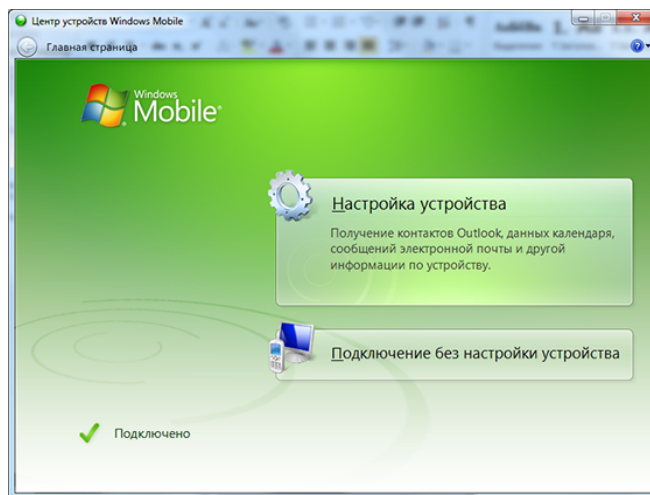 Центр устройств Windows Mobile
Главная страница
Windows
Mobile
Настройка устройства
Получение контактов Outlook, данных календаря,
сообщений электронной почты и другой
информации по устройству.
Подключение без настройки устройства
Подключено